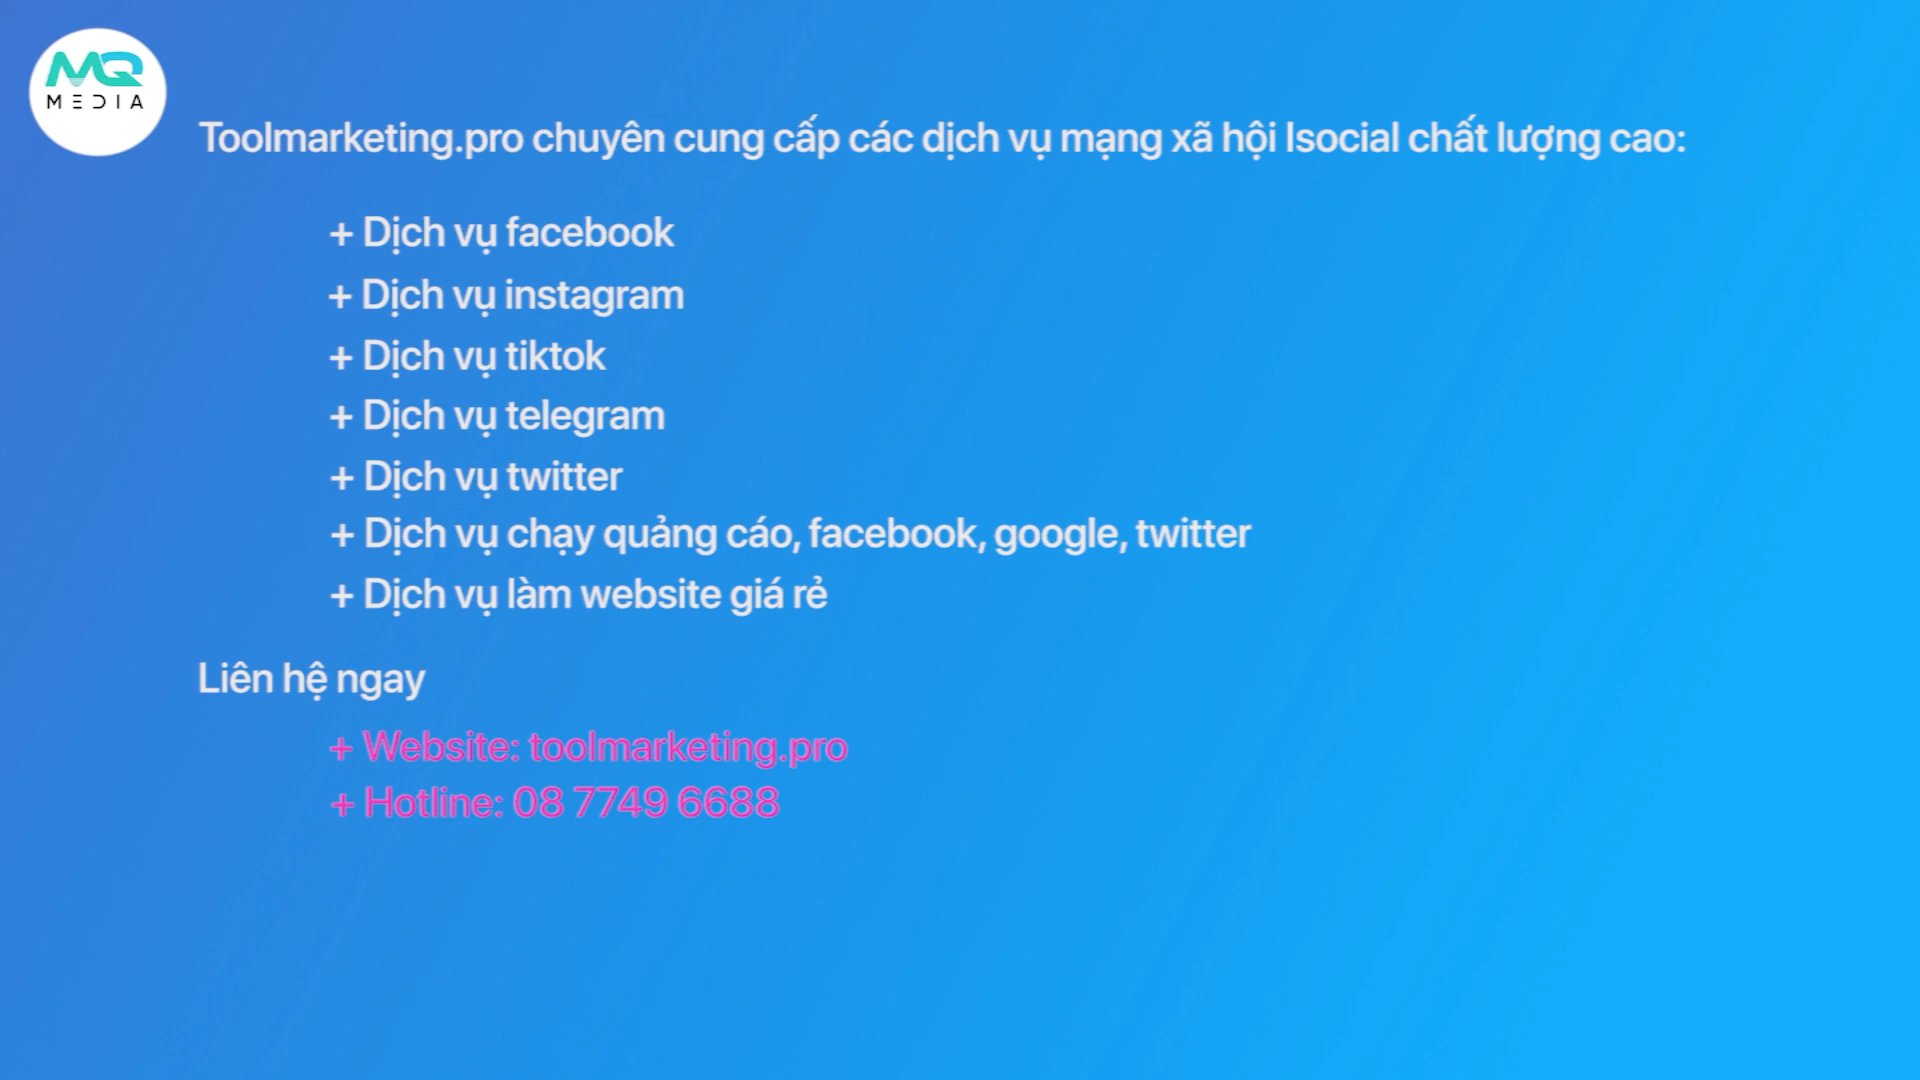 MQ
MEDIA
Toolmarketing.pro chuyên cung cấp các dịch vụ mạng xã hội Isocial chất lượng cao:
+ Dịch vụ facebook
+ Dịch vụ instagram
+ Dịch vụ tiktok
+ Dịch vụ telegram
+ Dịch vụ twitter
+ Dịch vụ chạy quảng cáo, facebook, google, twitter
+ Dịch vụ làm website giá rẻ
Liên hệ ngay
+ Website: toolmarketing.pro
+ Hotline: 08 7749 6688